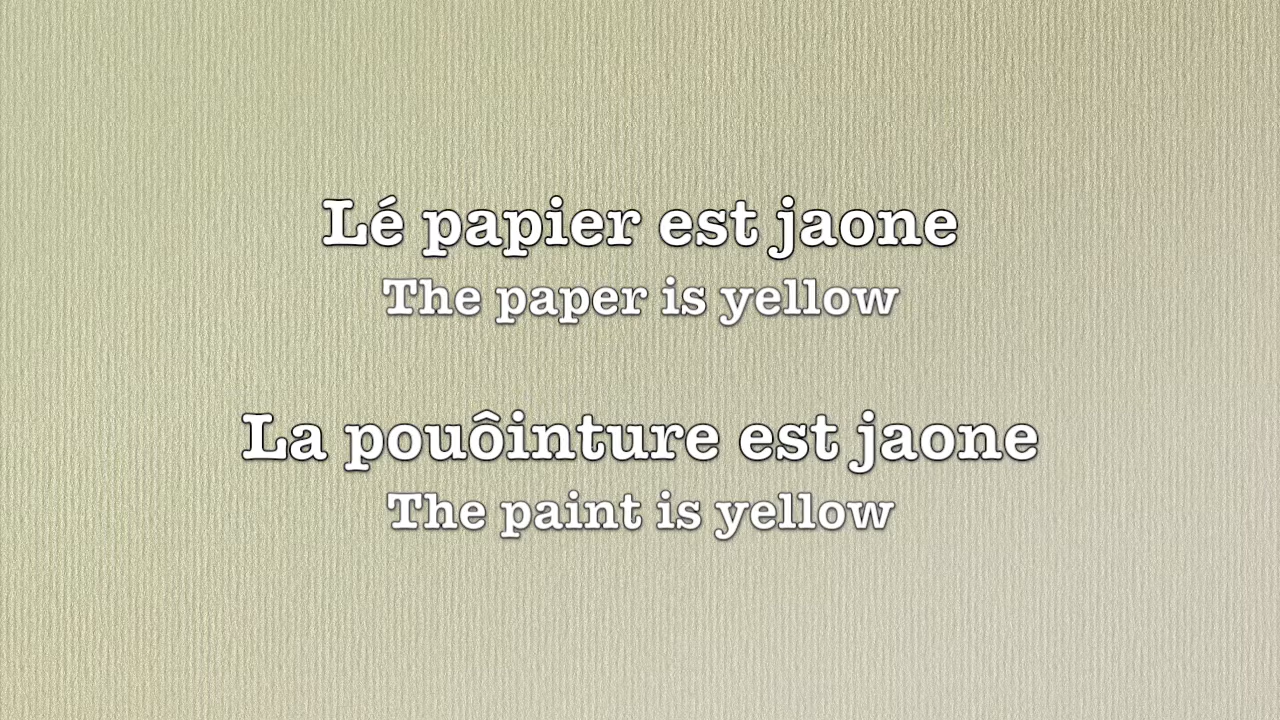 Lé papier est jaone
The paper is yellow
La pouôinture est jaone
The paint is yellow